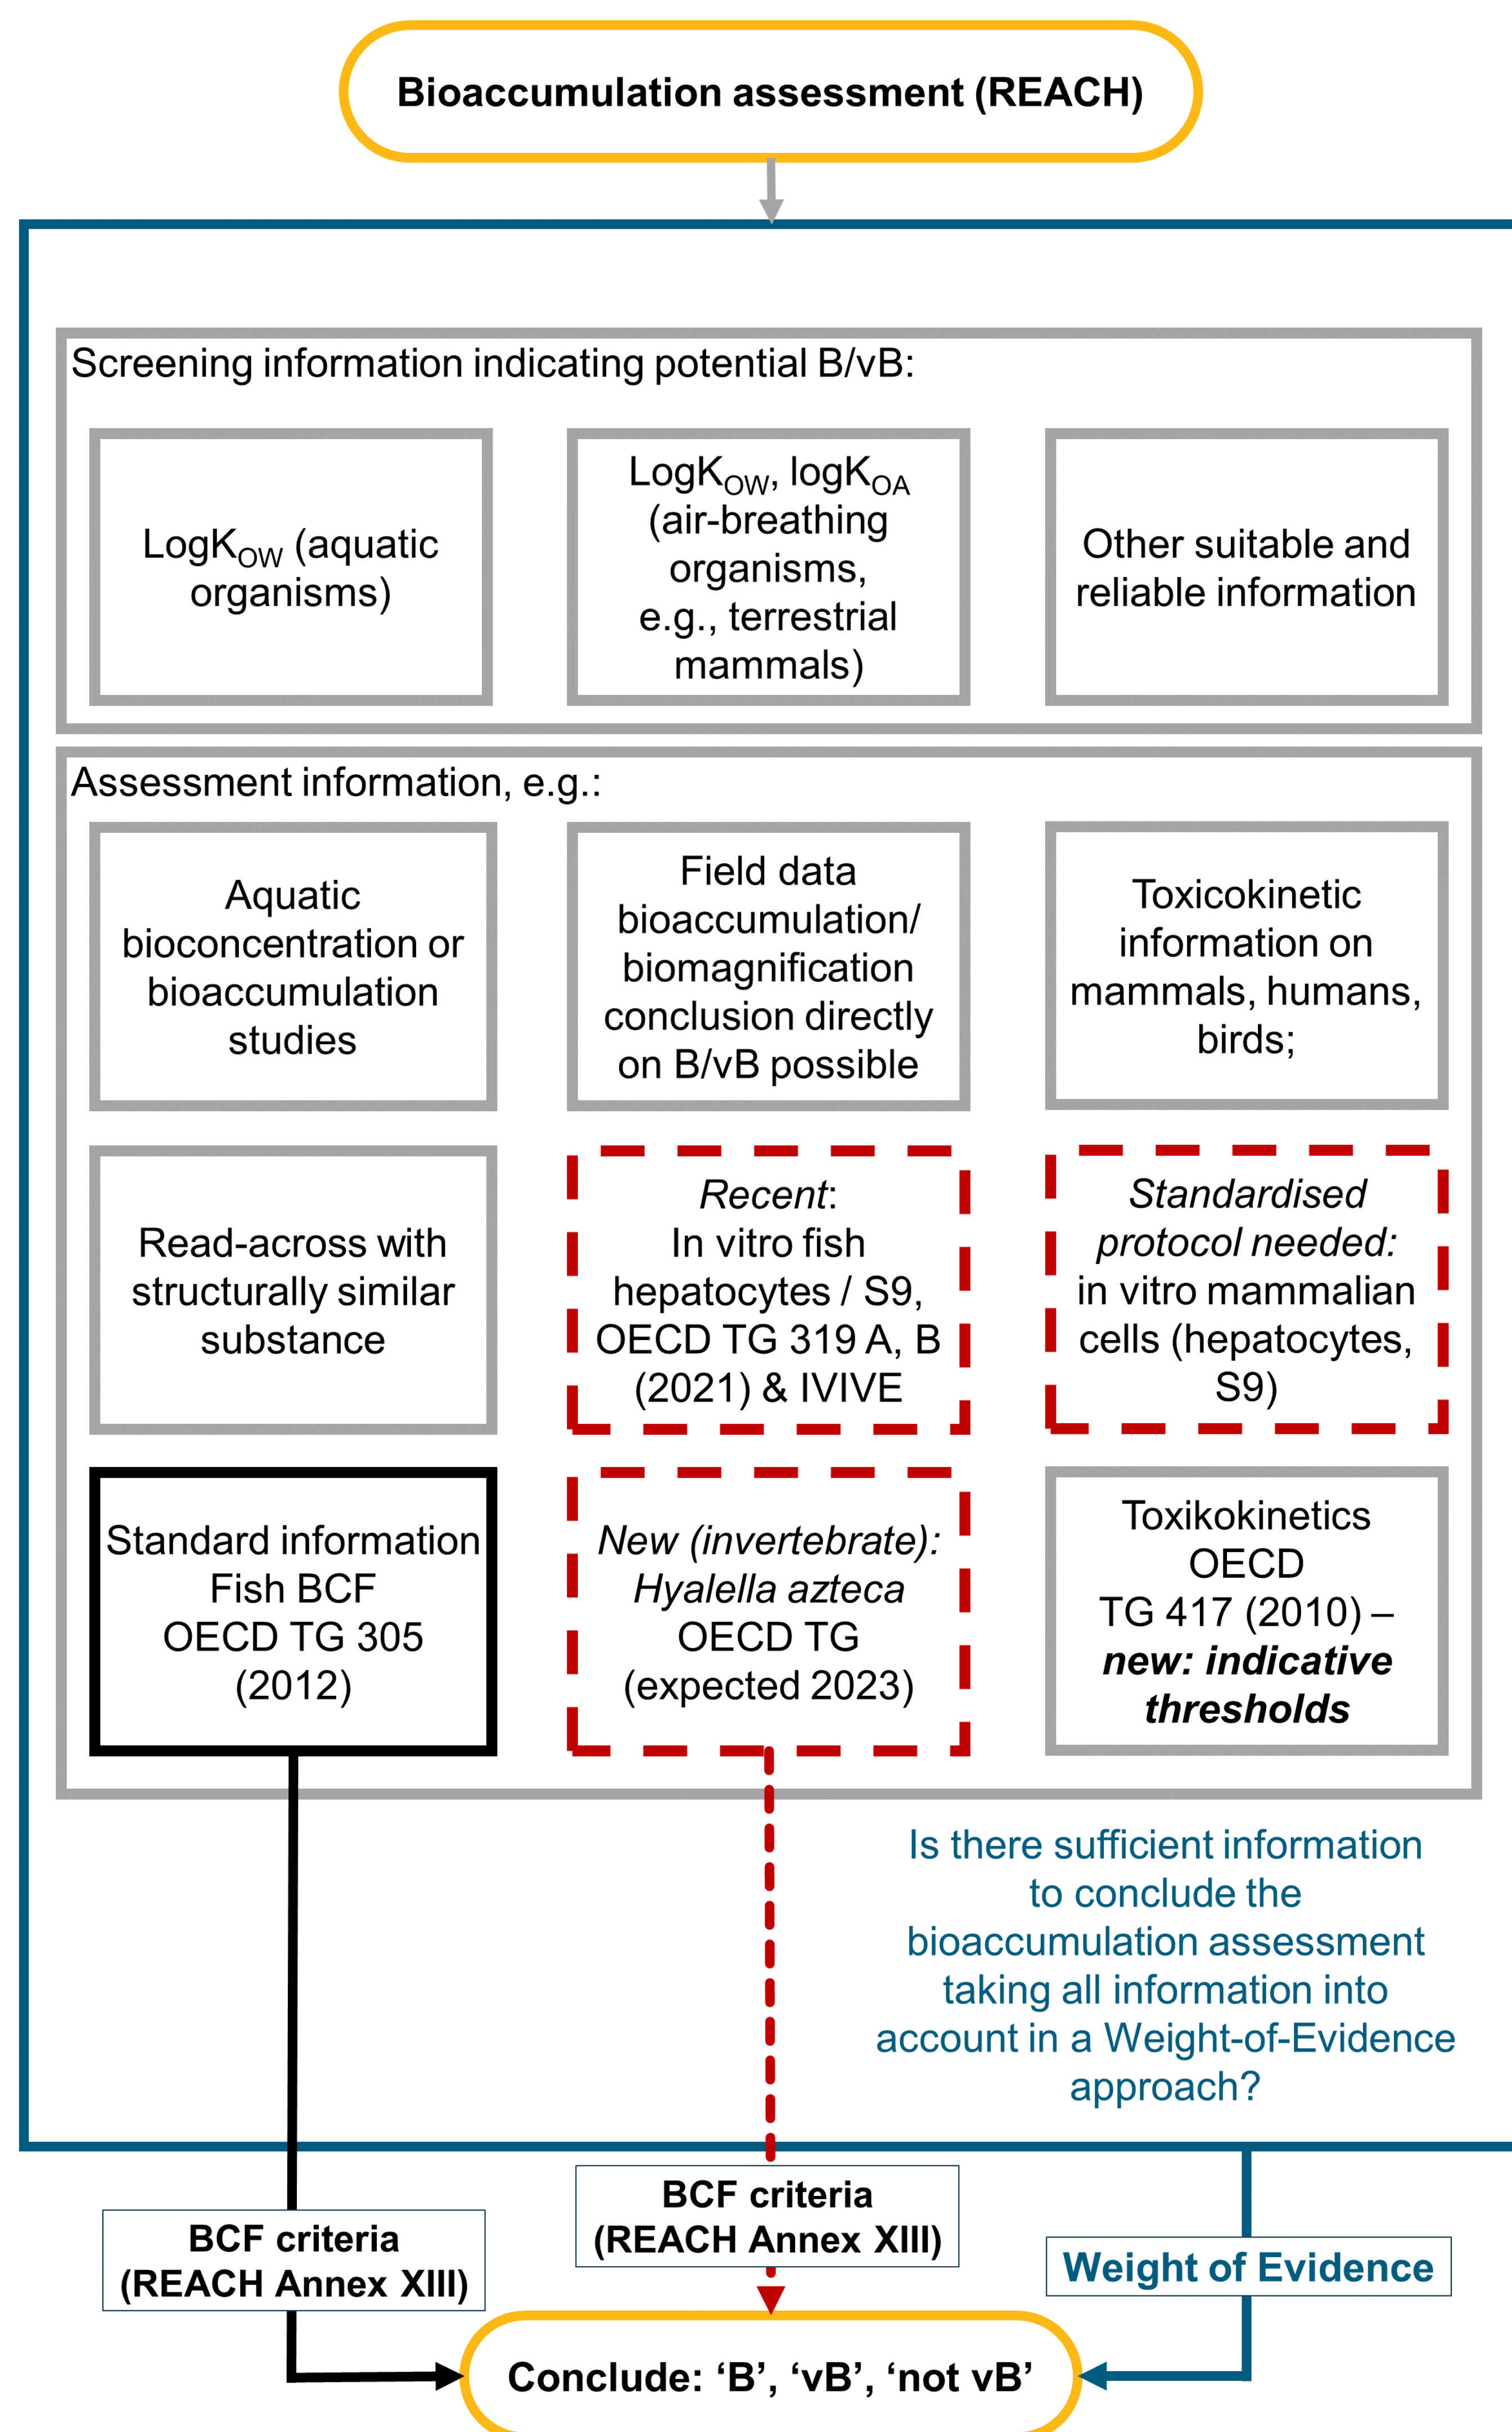 Bioaccumulation assessment (REACH)
Screening information indicating potential B/vB:
LogKOW (aquatic
organisms)
LogKOW, logKOA
(air-breathing
organisms,
e.g., terrestrial
mammals)
Other suitable and
reliable information
Assessment information, e.g.:
Aquatic
bioconcentration or
bioaccumulation
studies
Field data
bioaccumulation/
biomagnification
conclusion directly
on B/vB possible
Toxicokinetic
information on
mammals, humans,
birds;
Read-across with
structurally similar
substance
Recent:
In vitro fish
hepatocytes / S9,
OECD TG 319 A, B
(2021) & IVIVE
Standardised
protocol needed:
in vitro mammalian
cells (hepatocytes,
S9)
Standard information
Fish BCF
OECD TG 305
(2012)
New (invertebrate):
Hyalella azteca
OECD TG
(expected 2023)
Toxikokinetics
OECD
TG 417 (2010) –
new: indicative
thresholds
Is there sufficient information
to conclude the
bioaccumulation assessment
taking all information into
account in a Weight-of-Evidence
approach?
BCF criteria
(REACH Annex XIII)
BCF criteria
(REACH Annex XIII)
Weight of Evidence
Conclude: ‘B’, ‘vB’, ‘not vB’